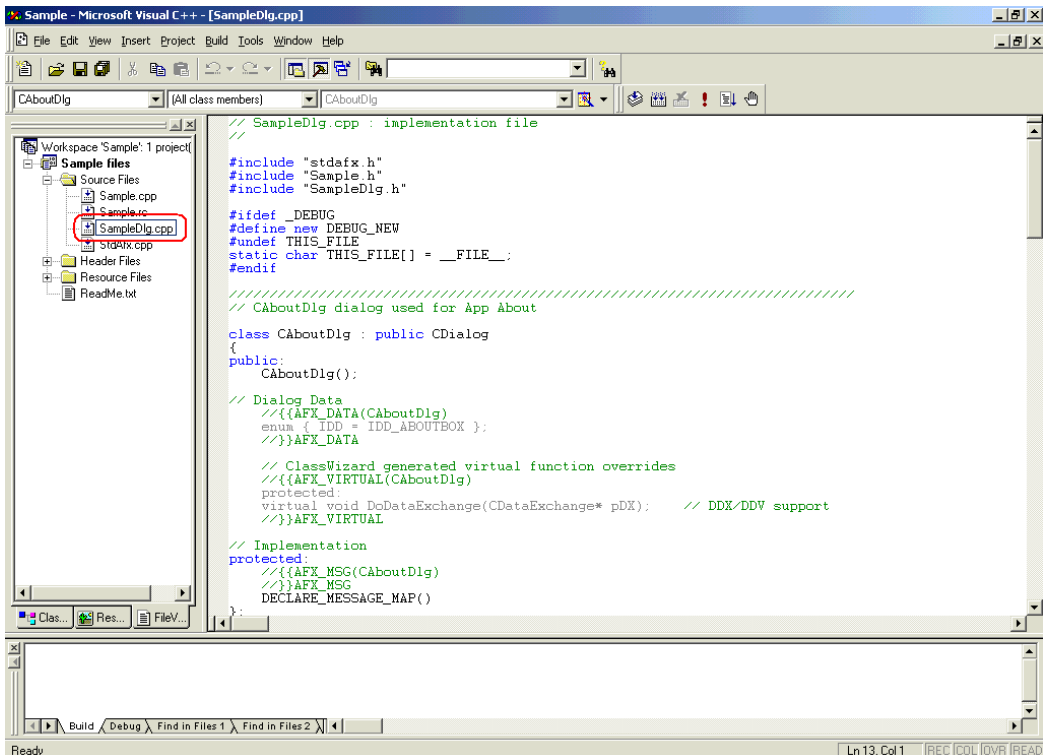 Sample - Microsoft Visual C++ - [SampleDlg.cpp]
File Edit View Insert Project Build Tools Window Help
CAboutDlg (All class members) CAboutDlg
Workspace 'Sample': 1 project(
Sample files
Source Files
Sample.cpp
Sample.rc
SampleDlg.cpp
StdAfx.cpp
Header Files
Resource Files
ReadMe.txt
Clas... Res... FileV...
// SampleDlg.cpp : implementation file
//
#include "stdafx.h"
#include "Sample.h"
#include "SampleDlg.h"
#ifdef _DEBUG
#define new DEBUG_NEW
#undef THIS_FILE
static char THIS_FILE[] = __FILE__;
#endif
/////////////////////////////////////////////////////////////////////////////
// CAboutDlg dialog used for App About
class CAboutDlg : public CDialog
{
public:
CAboutDlg();
// Dialog Data
//{{AFX_DATA(CAboutDlg)
enum { IDD = IDD_ABOUTBOX };
//}}AFX_DATA
// ClassWizard generated virtual function overrides
//{{AFX_VIRTUAL(CAboutDlg)
protected:
virtual void DoDataExchange(CDataExchange* pDX); // DDX/DDV support
//}}AFX_VIRTUAL
// Implementation
protected:
//{{AFX_MSG(CAboutDlg)
//}}AFX_MSG
DECLARE_MESSAGE_MAP()
};
Build Debug Find in Files 1 Find in Files 2
Ready Ln 13, Col 1 REC COL OVR READ